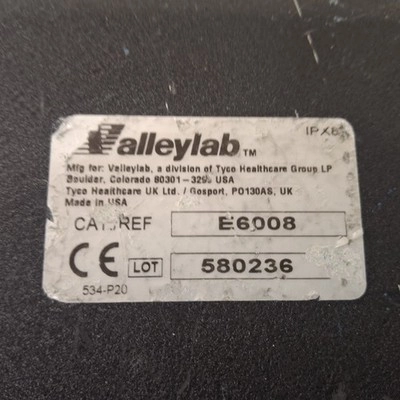 Valleylab™
IPX8
Mfg for: Valleylab, a division of Tyco Healthcare Group LP
Boulder, Colorado 80301-3299 USA
Tyco Healthcare UK Ltd. / Gosport, PO130AS, UK
Made in USA
CAT./REF E6008
CE LOT 580236
534-P20